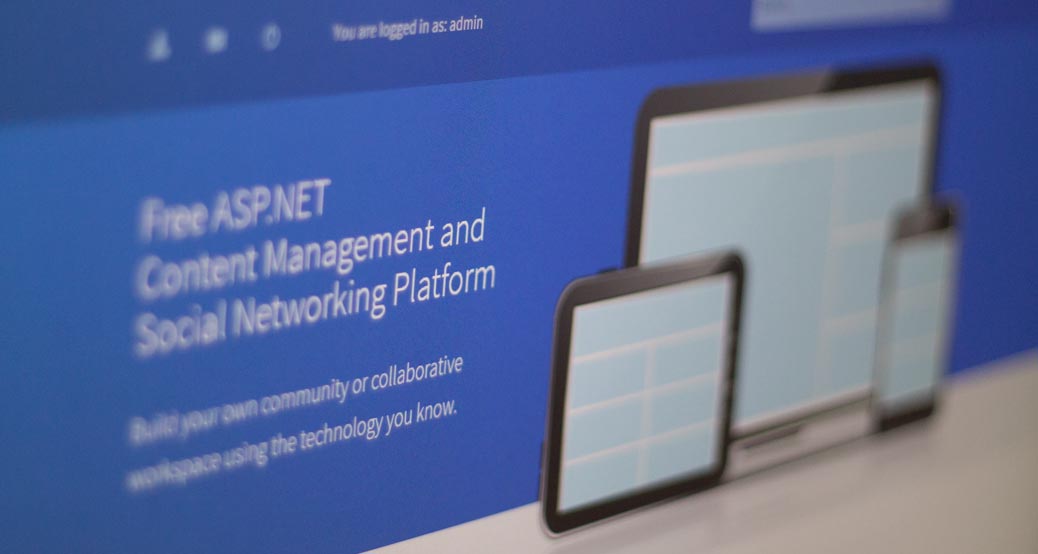 You are logged in as: admin
Free ASP.NET
Content Management and
Social Networking Platform
Build your own community or collaborative
workspace using the technology you know.